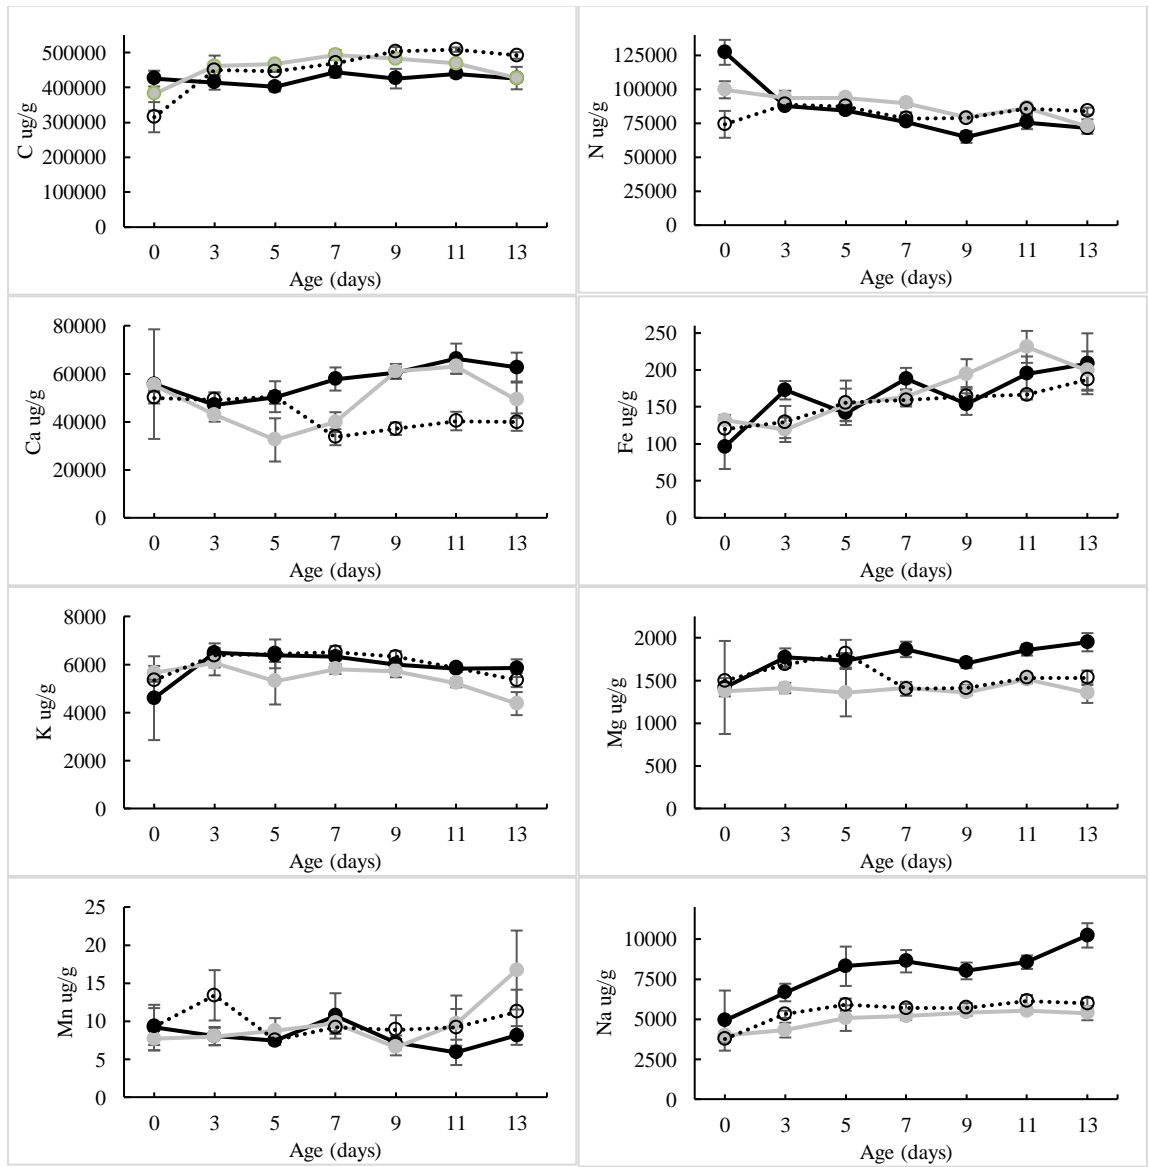 C ug/g
500000
400000
300000
200000
100000
0
0 3 5 7 9 11 13
Age (days)
N ug/g
125000
100000
75000
50000
25000
0
0 3 5 7 9 11 13
Age (days)
Ca ug/g
80000
60000
40000
20000
0
0 3 5 7 9 11 13
Age (days)
Fe ug/g
250
200
150
100
50
0
0 3 5 7 9 11 13
Age (days)
K ug/g
8000
6000
4000
2000
0
0 3 5 7 9 11 13
Age (days)
Mg ug/g
2000
1500
1000
500
0
0 3 5 7 9 11 13
Age (days)
Mn ug/g
25
20
15
10
5
0
0 3 5 7 9 11 13
Age (days)
Na ug/g
10000
7500
5000
2500
0
0 3 5 7 9 11 13
Age (days)